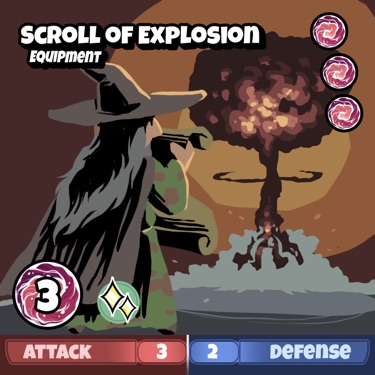 Scroll of Explosion
Equipment
3
ATTACK 3 2 DEFENSE